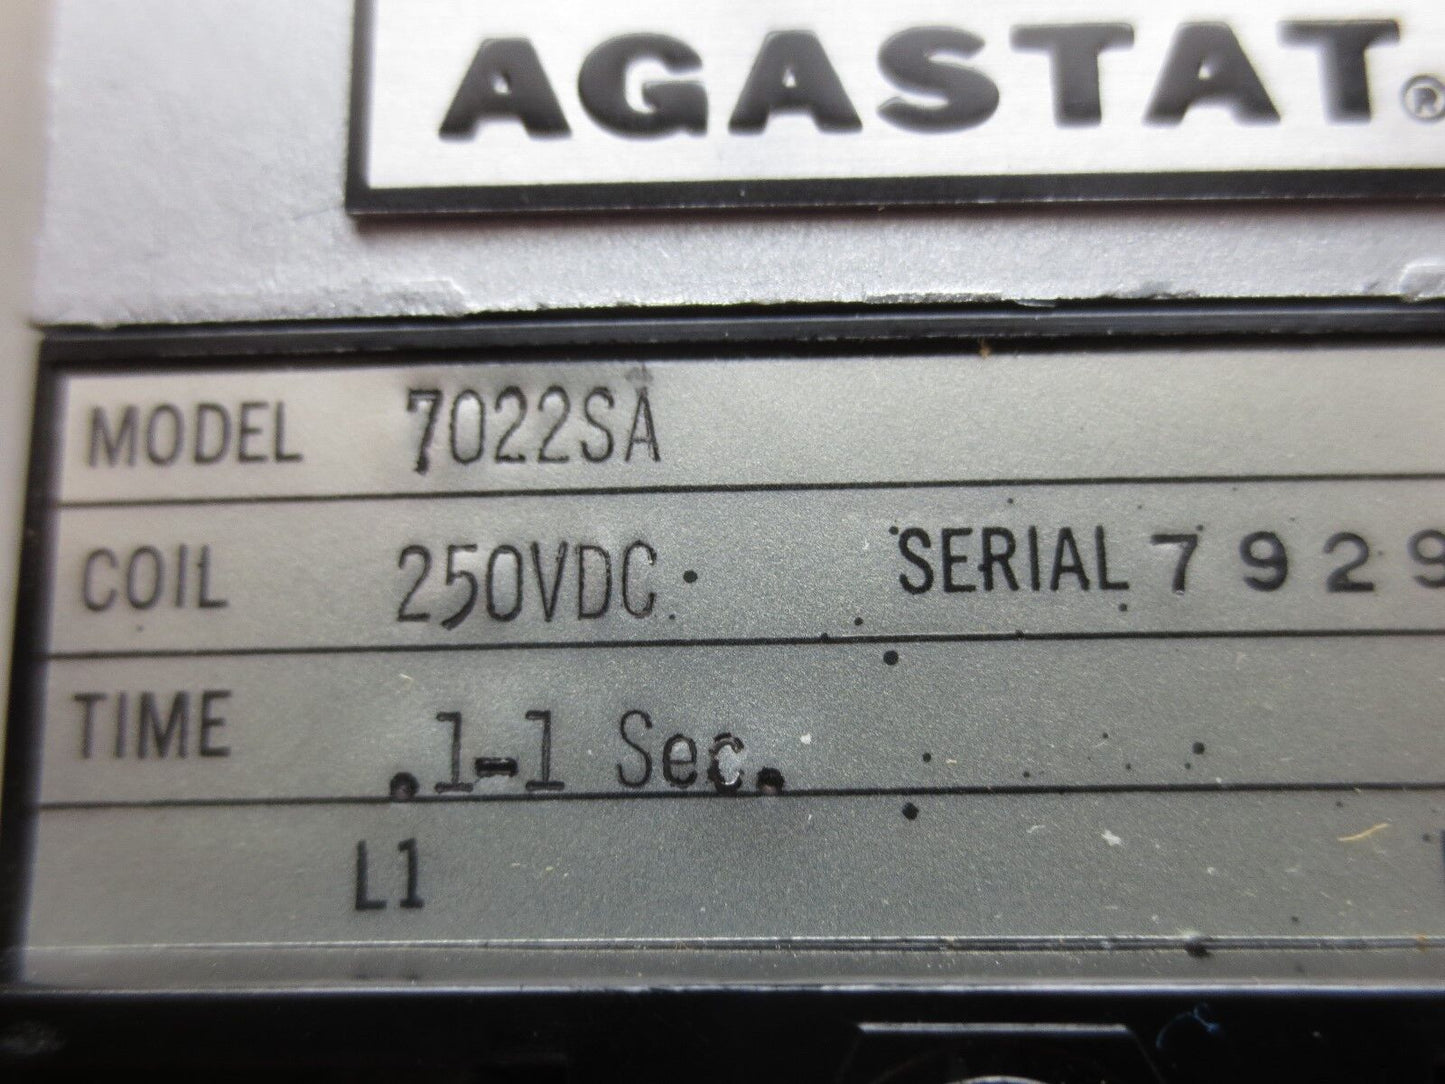 AGASTAT®
MODEL 7022SA
COIL 250VDC. SERIAL 7929
TIME .1-1 Sec.
L1